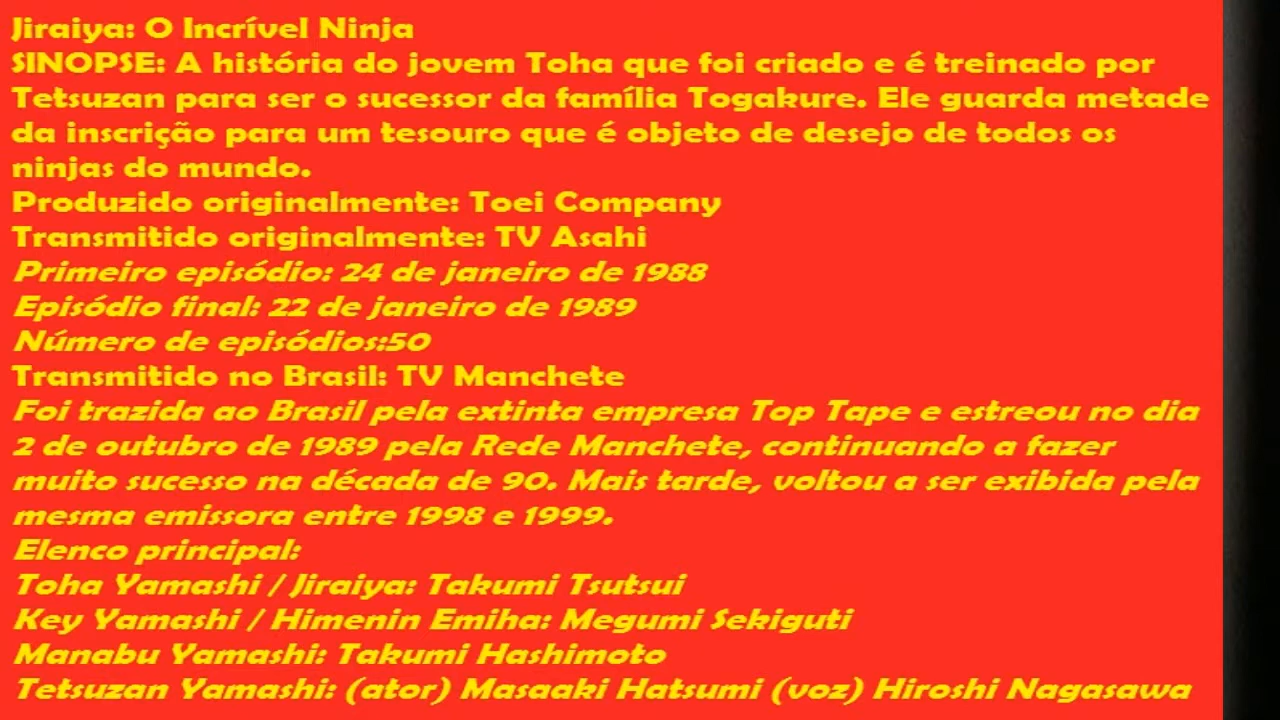 Jiraiya: O Incrível Ninja
SINOPSE: A história do jovem Toha que foi criado e é treinado por
Tetsuzan para ser o sucessor da família Togakure. Ele guarda metade
da inscrição para um tesouro que é objeto de desejo de todos os
ninjas do mundo.
Produzido originalmente: Toei Company
Transmitido originalmente: TV Asahi
Primeiro episódio: 24 de janeiro de 1988
Episódio final: 22 de janeiro de 1989
Número de episódios:50
Transmitido no Brasil: TV Manchete
Foi trazida ao Brasil pela extinta empresa Top Tape e estreou no dia
2 de outubro de 1989 pela Rede Manchete, continuando a fazer
muito sucesso na década de 90. Mais tarde, voltou a ser exibida pela
mesma emissora entre 1998 e 1999.
Elenco principal:
Toha Yamashi / Jiraiya: Takumi Tsutsui
Key Yamashi / Himenin Emiha: Megumi Sekiguti
Manabu Yamashi: Takumi Hashimoto
Tetsuzan Yamashi: (ator) Masaaki Hatsumi (voz) Hiroshi Nagasawa